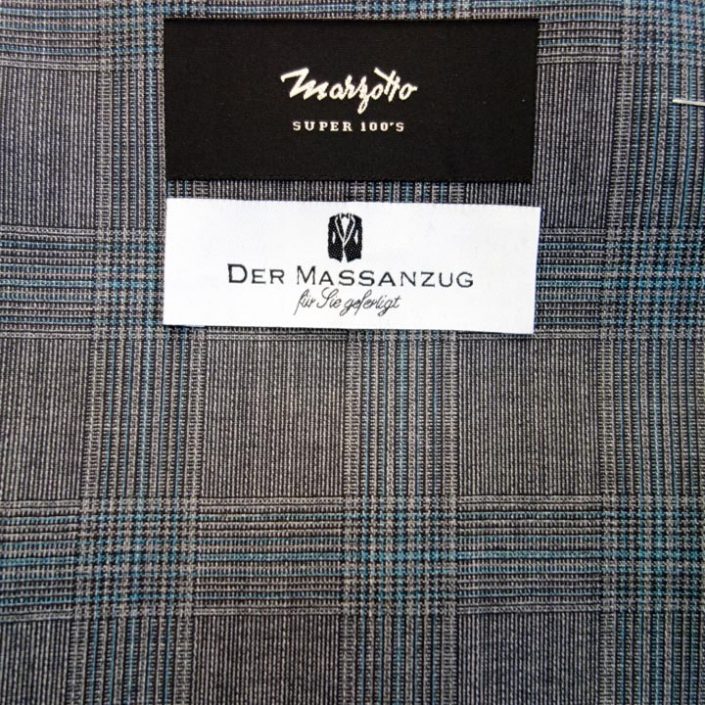 Marzotto
SUPER 100'S
DER MASSANZUG
für Sie gefertigt